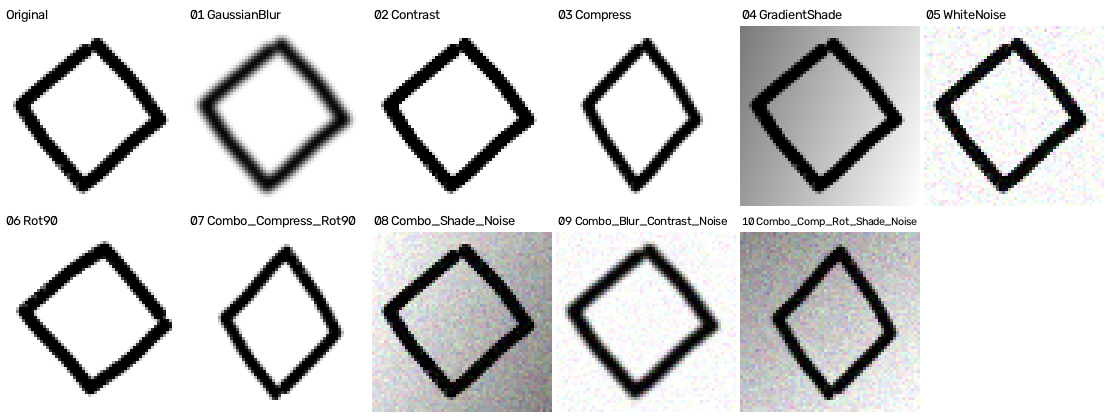 Original 01 GaussianBlur 02 Contrast 03 Compress 04 GradientShade 05 WhiteNoise
06 Rot90 07 Combo_Compress_Rot90 08 Combo_Shade_Noise 09 Combo_Blur_Contrast_Noise 10 Combo_Comp_Rot_Shade_Noise